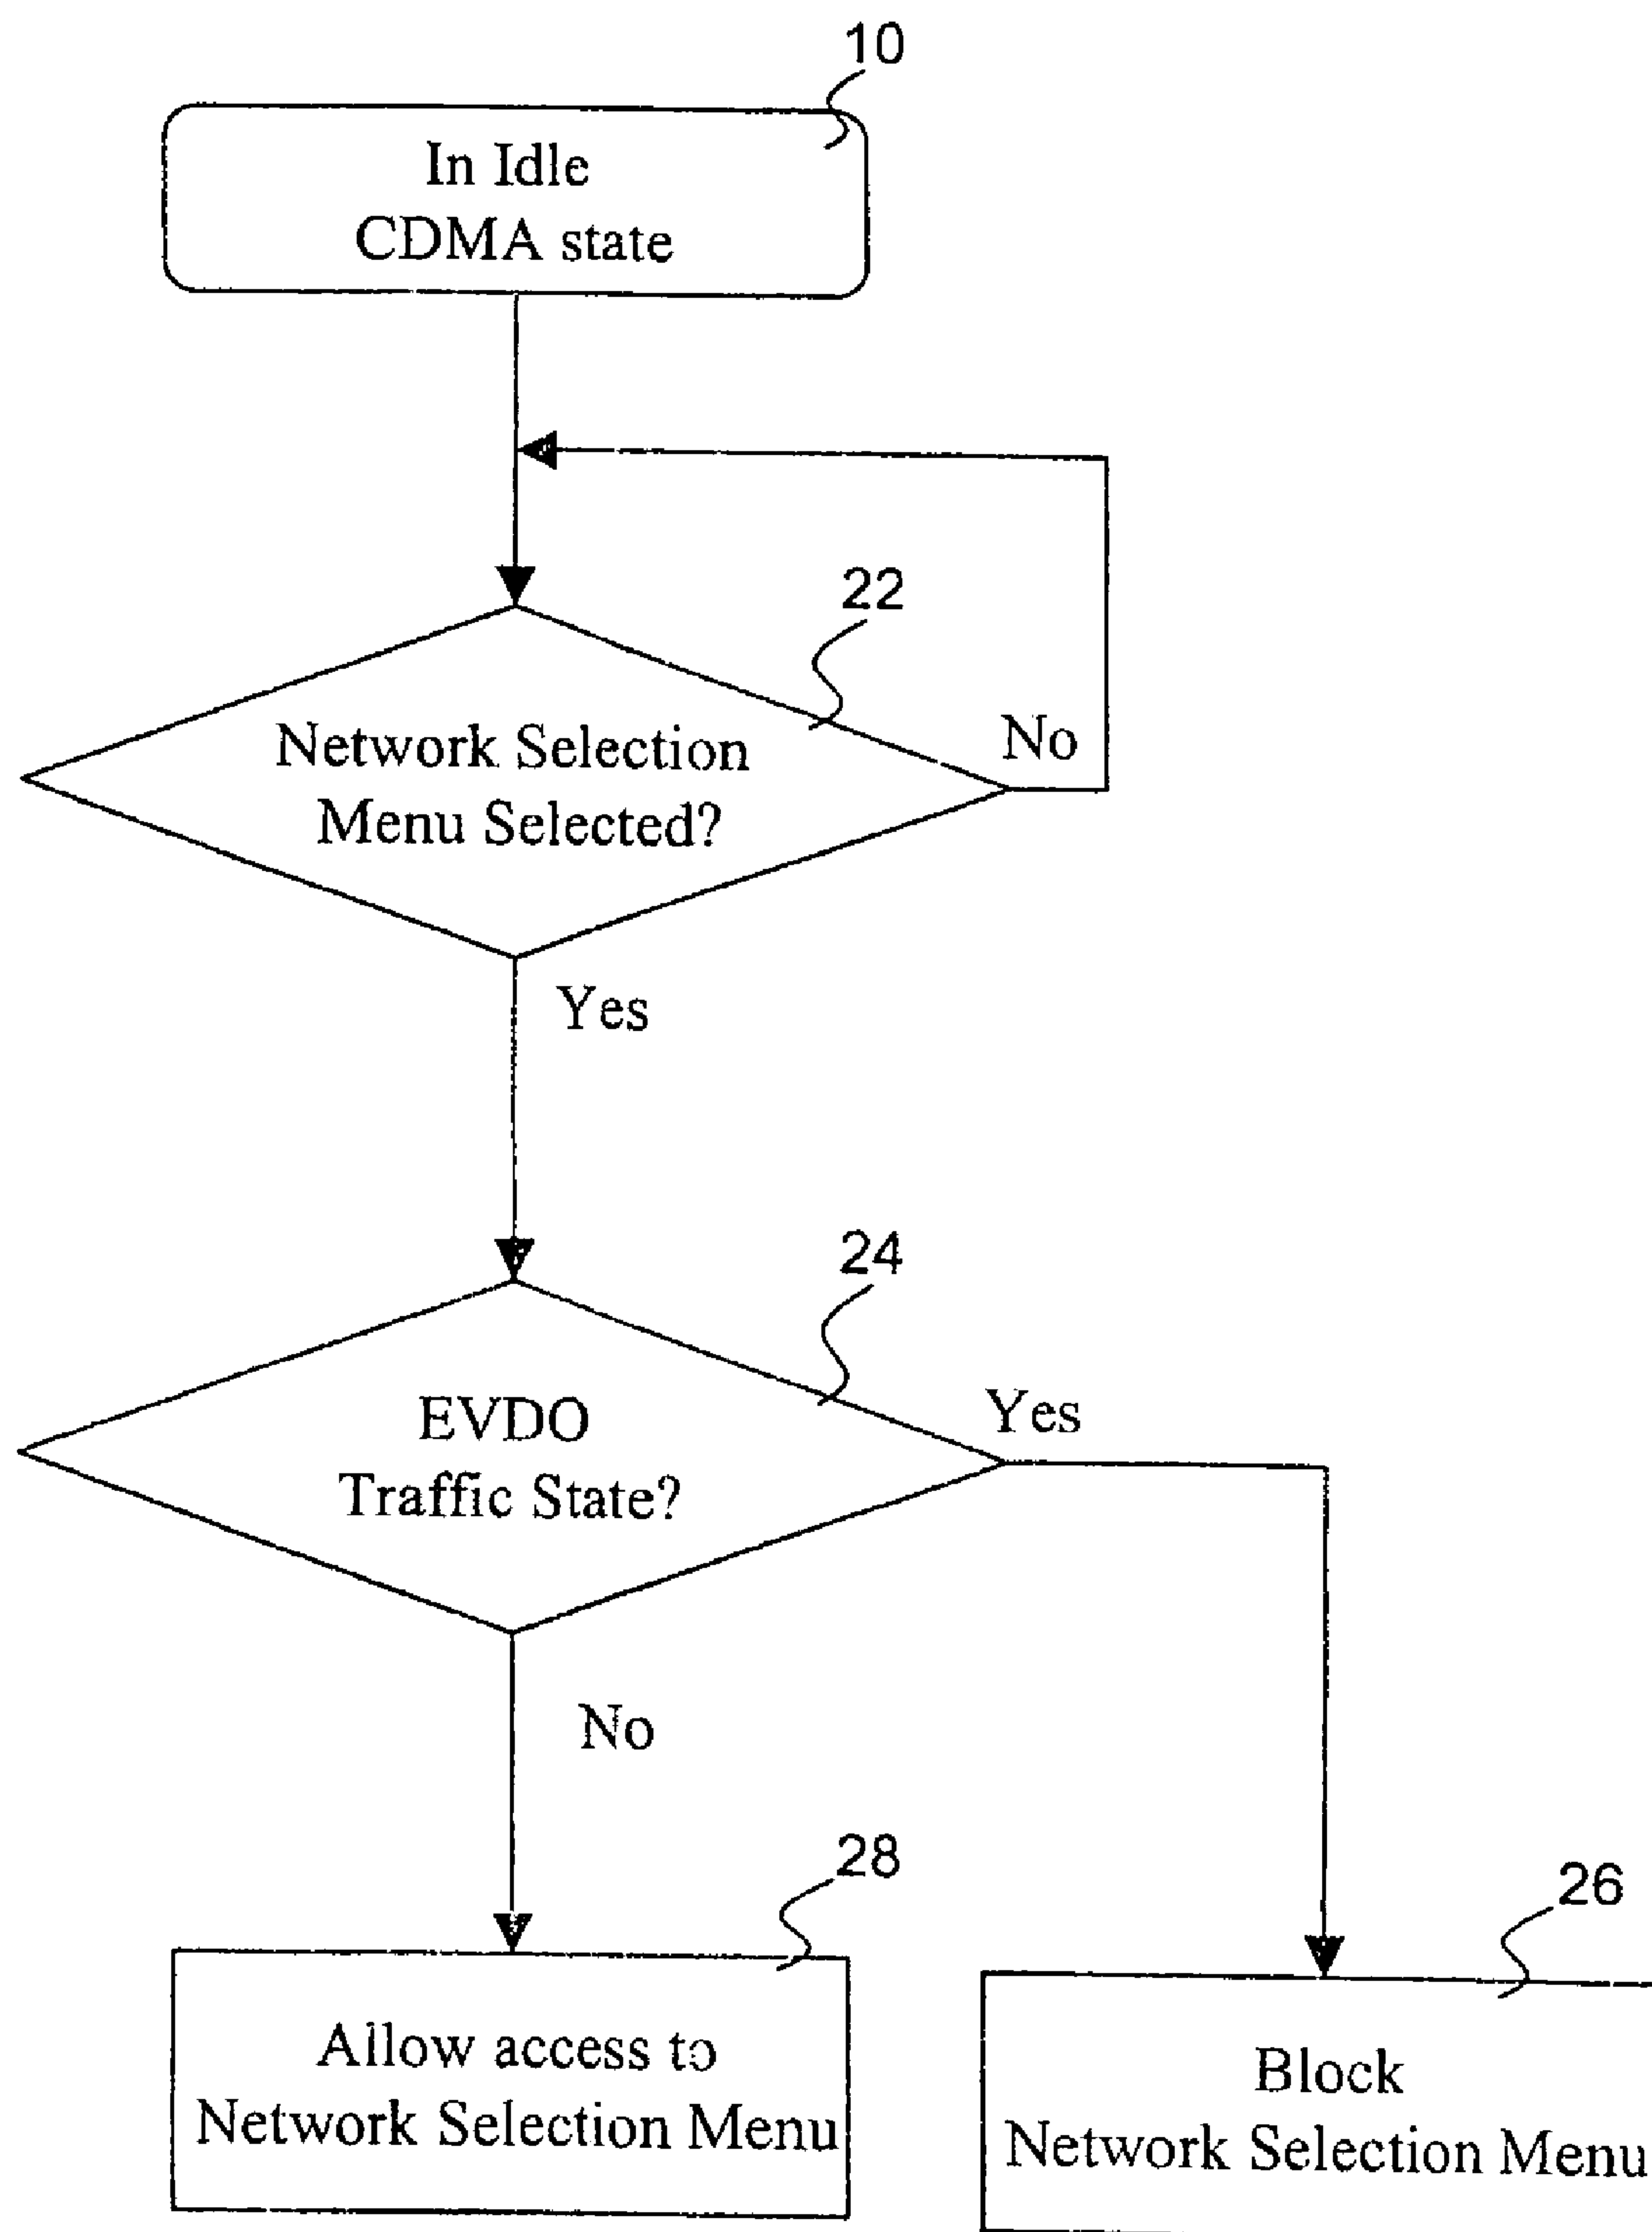 10
In Idle
CDMA state
22
Network Selection
Menu Selected?
No
Yes
24
EVDO
Traffic State?
Yes
No
28
Allow access to
Network Selection Menu
26
Block
Network Selection Menu